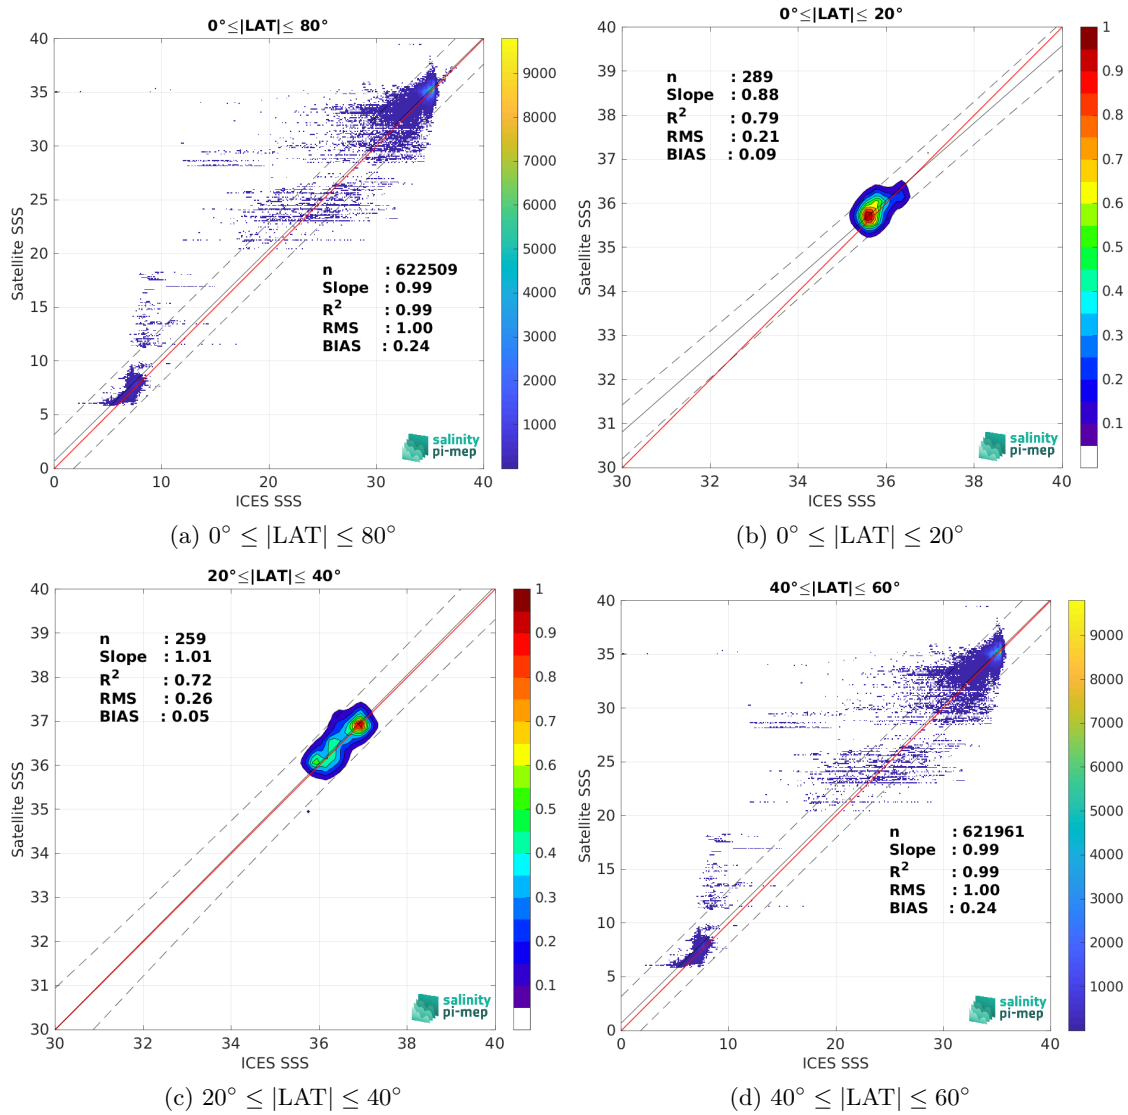 0°≤|LAT|≤ 80°
40
35
30
25
20
15
10
5
0
Satellite SSS
n : 622509
Slope : 0.99
R² : 0.99
RMS : 1.00
BIAS : 0.24
salinity
pi-mep
0 10 20 30 40
ICES SSS
9000
8000
7000
6000
5000
4000
3000
2000
1000
(a) 0° ≤ |LAT| ≤ 80°
0°≤|LAT|≤ 20°
40
39
38
37
36
35
34
33
32
31
30
Satellite SSS
n : 289
Slope : 0.88
R² : 0.79
RMS : 0.21
BIAS : 0.09
salinity
pi-mep
30 32 34 36 38 40
ICES SSS
1
0.9
0.8
0.7
0.6
0.5
0.4
0.3
0.2
0.1
(b) 0° ≤ |LAT| ≤ 20°
20°≤|LAT|≤ 40°
40
39
38
37
36
35
34
33
32
31
30
Satellite SSS
n : 259
Slope : 1.01
R² : 0.72
RMS : 0.26
BIAS : 0.05
salinity
pi-mep
30 32 34 36 38 40
ICES SSS
1
0.9
0.8
0.7
0.6
0.5
0.4
0.3
0.2
0.1
(c) 20° ≤ |LAT| ≤ 40°
40°≤|LAT|≤ 60°
40
35
30
25
20
15
10
5
0
Satellite SSS
n : 621961
Slope : 0.99
R² : 0.99
RMS : 1.00
BIAS : 0.24
salinity
pi-mep
0 10 20 30 40
ICES SSS
9000
8000
7000
6000
5000
4000
3000
2000
1000
(d) 40° ≤ |LAT| ≤ 60°